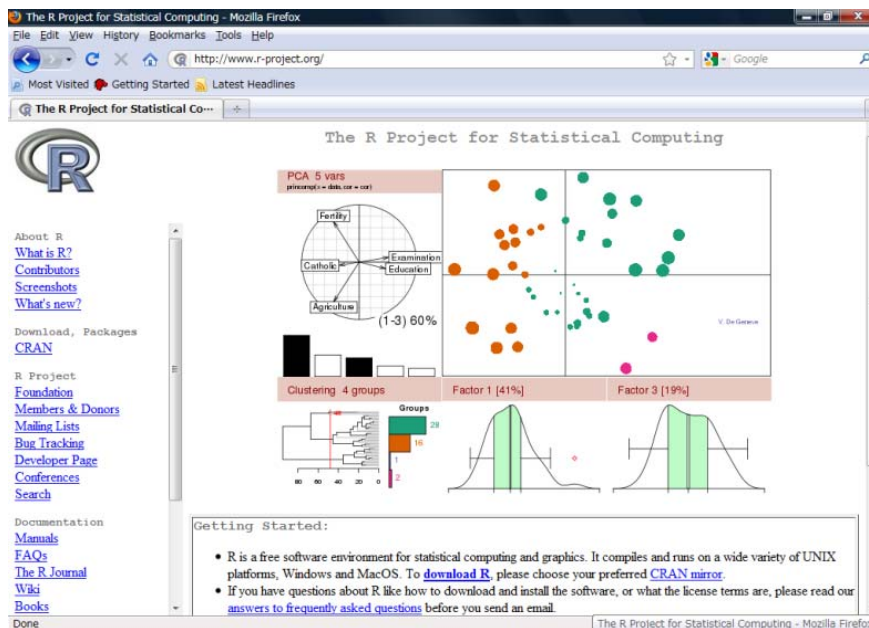 The R Project for Statistical Computing - Mozilla Firefox
File Edit View History Bookmarks Tools Help
http://www.r-project.org/
Google
Most Visited Getting Started Latest Headlines
The R Project for Statistical Co...
R
The R Project for Statistical Computing
PCA 5 vars
princomp(x = data, cor = cor)
Fertility
Catholic
Examination
Education
Agriculture
(1-3) 60%
V. De Geneve
Clustering 4 groups
Factor 1 [41%]
Factor 3 [19%]
Groups
28
16
1
2
80 60 40 20 0
About R
What is R?
Contributors
Screenshots
What's new?
Download, Packages
CRAN
R Project
Foundation
Members & Donors
Mailing Lists
Bug Tracking
Developer Page
Conferences
Search
Documentation
Manuals
FAQs
The R Journal
Wiki
Books
Getting Started:
R is a free software environment for statistical computing and graphics. It compiles and runs on a wide variety of UNIX
platforms, Windows and MacOS. To download R, please choose your preferred CRAN mirror.
If you have questions about R like how to download and install the software, or what the license terms are, please read our
answers to frequently asked questions before you send an email.
Done
The R Project for Statistical Computing - Mozilla Firefox